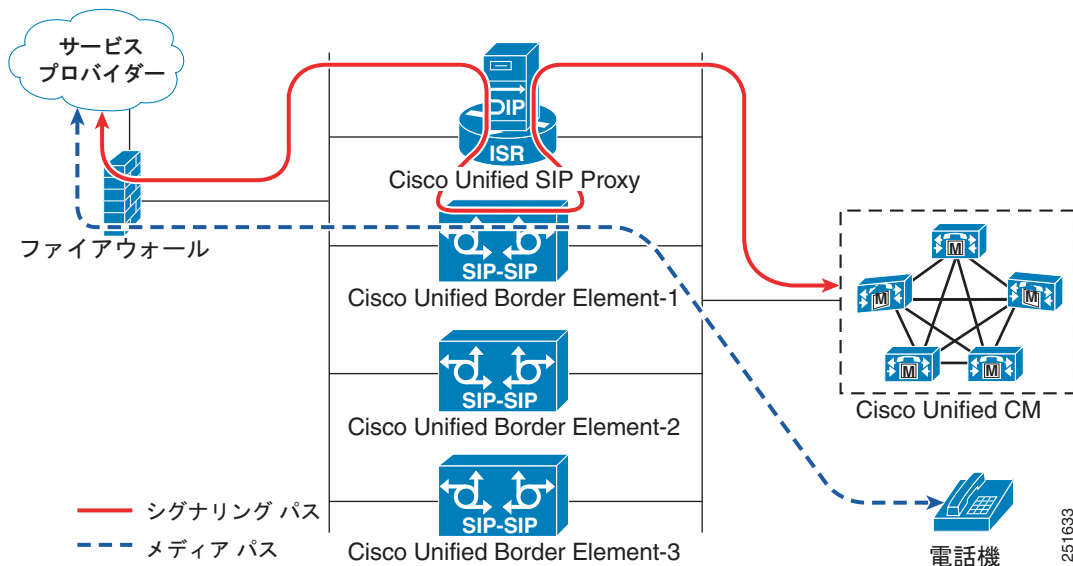 サービス
プロバイダー
DIP
ISR
Cisco Unified SIP Proxy
ファイアウォール
SIP-SIP
Cisco Unified Border Element-1
M
M
M
M
M
Cisco Unified CM
SIP-SIP
Cisco Unified Border Element-2
SIP-SIP
Cisco Unified Border Element-3
シグナリング パス
メディア パス
電話機
251633